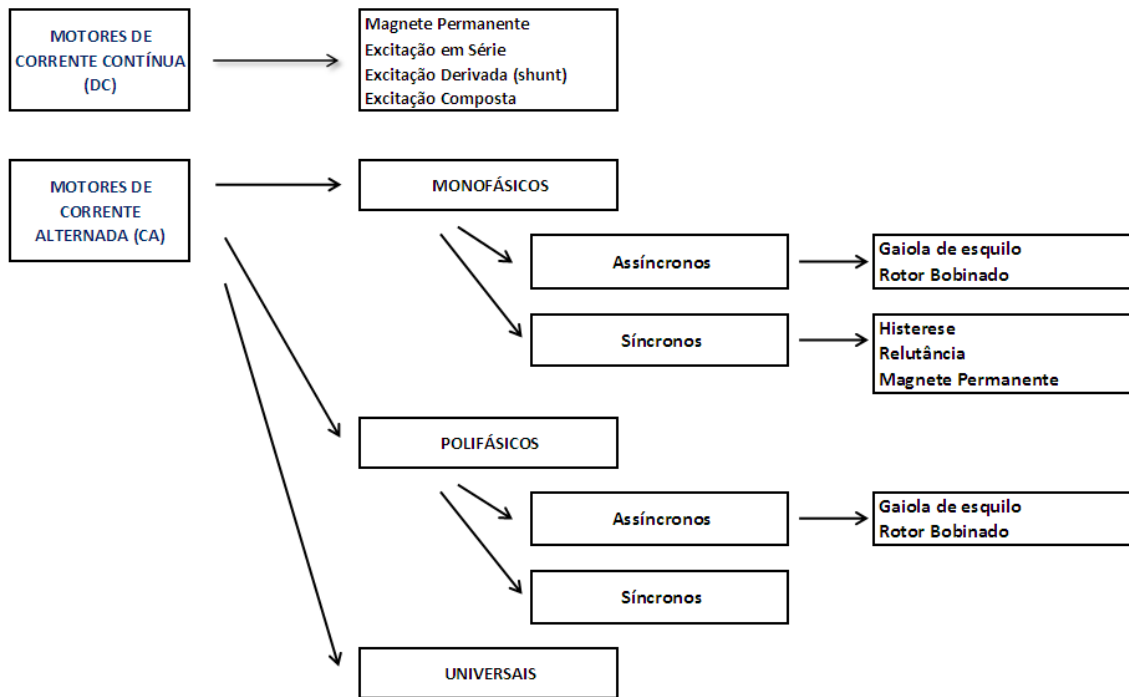 MOTORES DE
CORRENTE CONTÍNUA
(DC)
Magnete Permanente
Excitação em Série
Excitação Derivada (shunt)
Excitação Composta
MOTORES DE
CORRENTE
ALTERNADA (CA)
MONOFÁSICOS
Assíncronos
Gaiola de esquilo
Rotor Bobinado
Síncronos
Histerese
Relutância
Magnete Permanente
POLIFÁSICOS
Assíncronos
Gaiola de esquilo
Rotor Bobinado
Síncronos
UNIVERSAIS